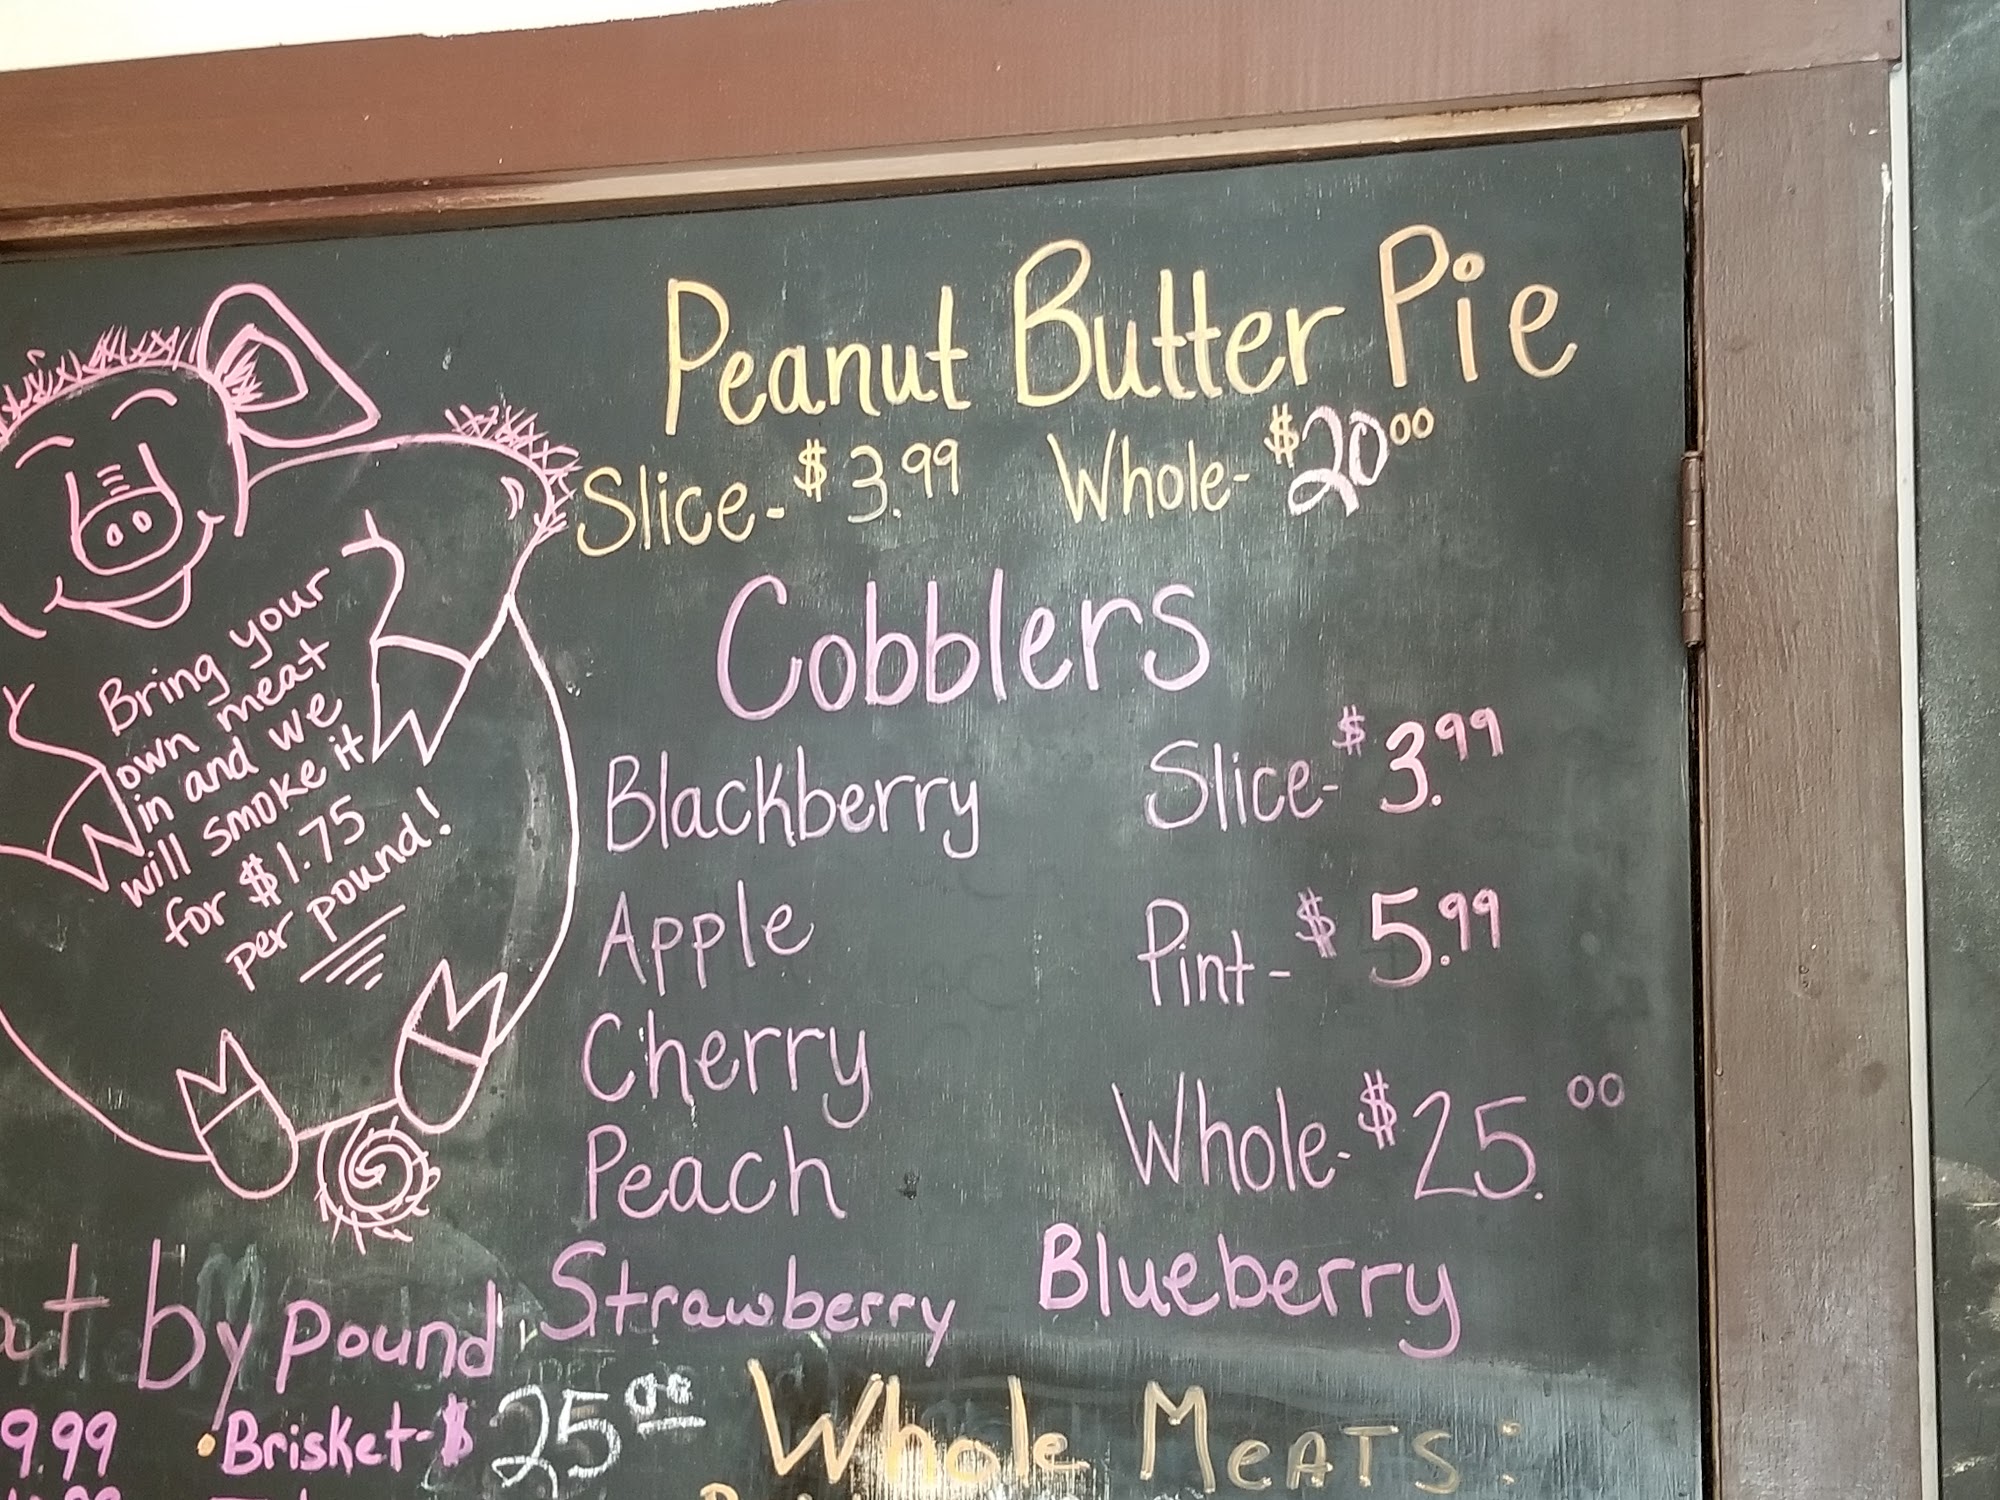 Peanut Butter Pie
Slice- $3.99 Whole- $20.00
Bring your
own meat
in and we
will smoke it
for $1.75
per pound!
Cobblers
Blackberry
Apple
Cherry
Peach
Strawberry
Slice- $3.99
Pint- $5.99
Whole- $25.00
Blueberry
by pound
9.99
• Brisket- $25.00
Whole Meats: